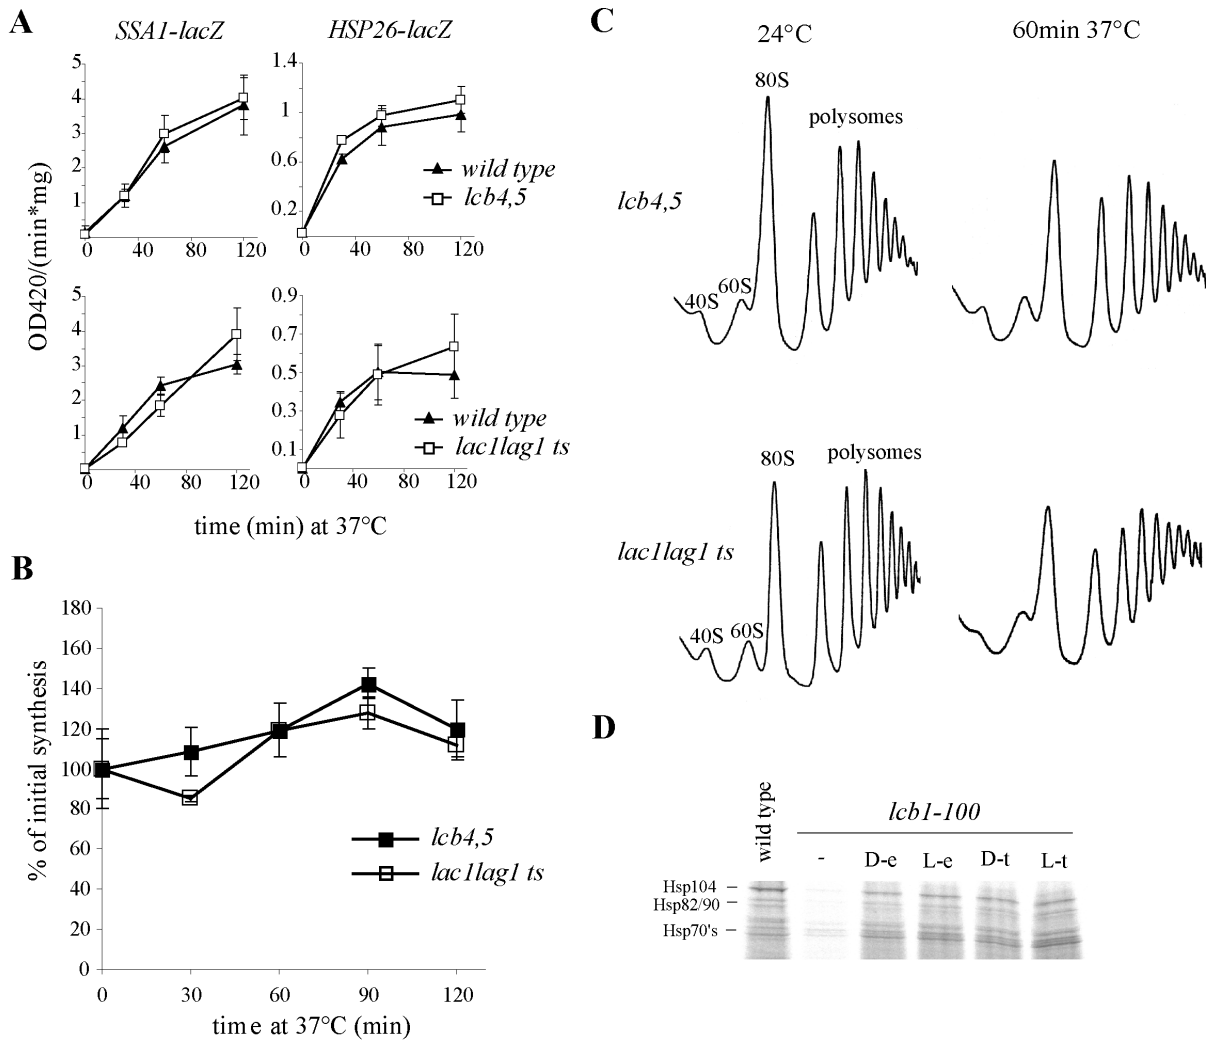 A
SSA1-lacZ
HSP26-lacZ
OD420/(min*mg)
5
4
3
2
1
0
40
80
120
1.4
1
0.6
0.2
0
40
80
120
wild type
lcb4,5
5
4
3
2
1
0
40
80
120
0.9
0.7
0.5
0.3
0.1
0
40
80
120
wild type
lac1lag1 ts
time (min) at 37°C
B
% of initial synthesis
180
160
140
120
100
80
60
40
20
0
0
30
60
90
120
lcb4,5
lac1lag1 ts
time at 37°C (min)
C
24°C
60min 37°C
lcb4,5
40S
60S
80S
polysomes
lac1lag1 ts
40S
60S
80S
polysomes
D
wild type
lcb1-100
-
D-e
L-e
D-t
L-t
Hsp104
Hsp82/90
Hsp70's